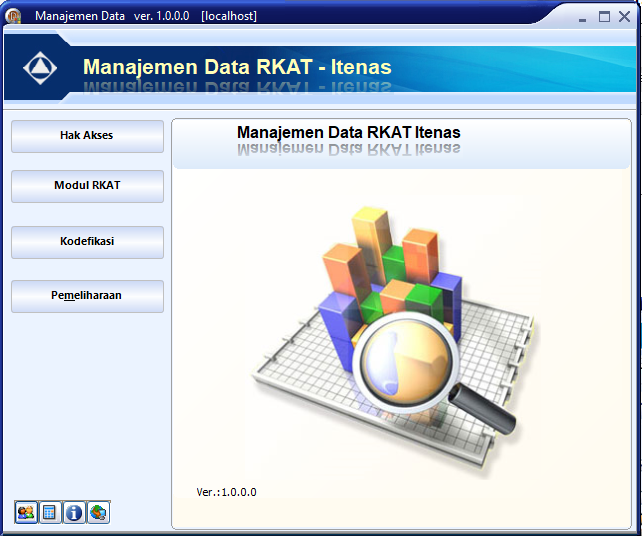 Manajemen Data ver. 1.0.0.0 [localhost]
Manajemen Data RKAT - Itenas
Hak Akses
Modul RKAT
Kodefikasi
Pemeliharaan
Manajemen Data RKAT Itenas
Ver.:1.0.0.0